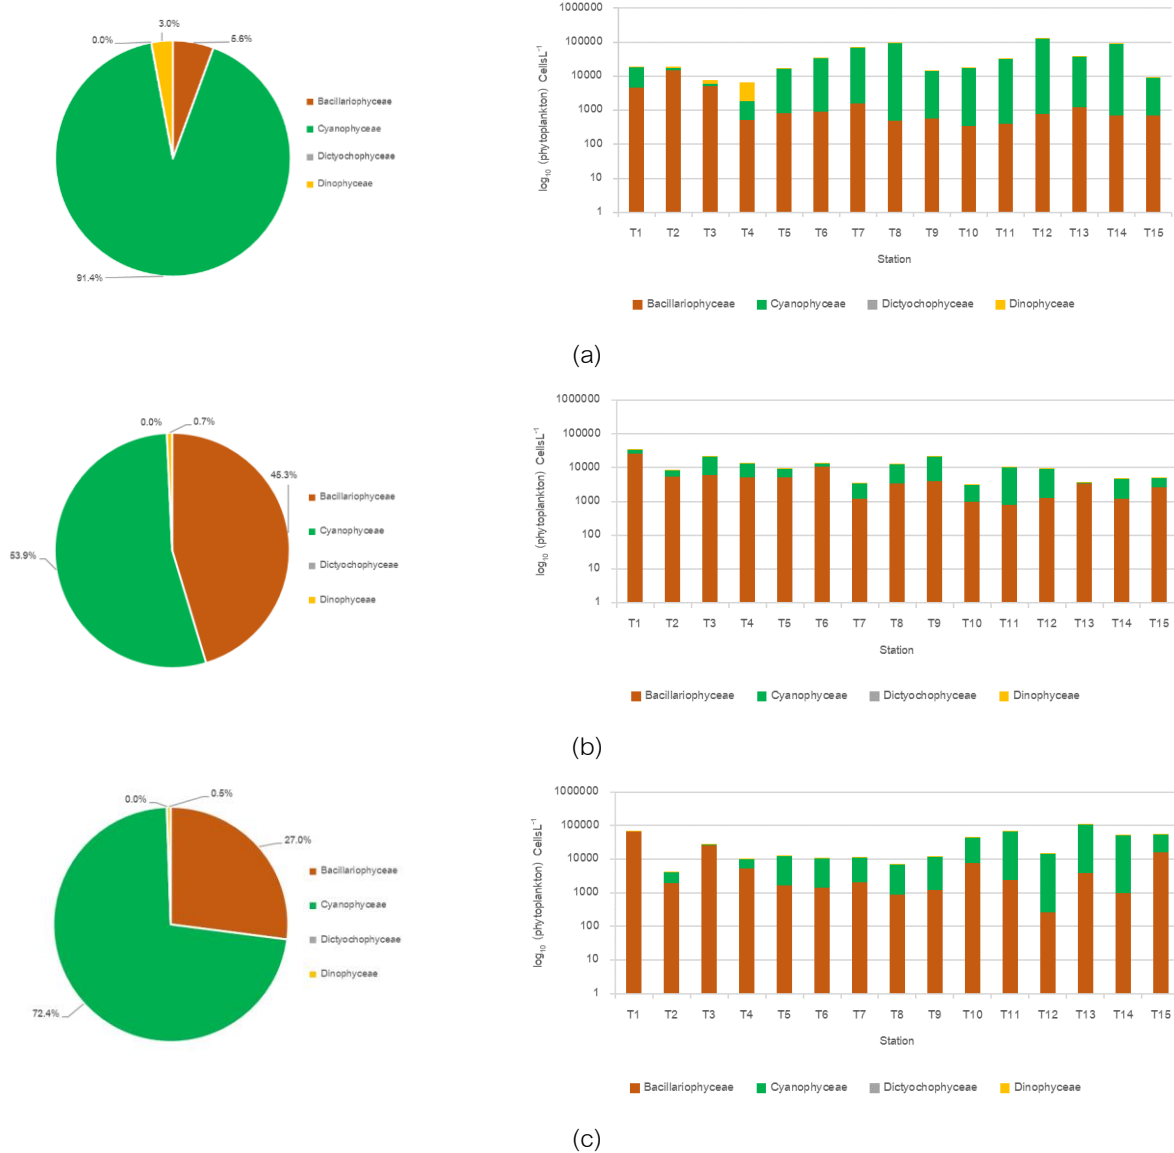 3.0%
0.0%
5.6%
91.4%
Bacillariophyceae
Cyanophyceae
Dictyochophyceae
Dinophyceae
log₁₀ (phytoplankton) CellsL⁻¹
1000000
100000
10000
1000
100
10
1
T1 T2 T3 T4 T5 T6 T7 T8 T9 T10 T11 T12 T13 T14 T15
Station
Bacillariophyceae Cyanophyceae Dictyochophyceae Dinophyceae
(a)
0.0% 0.7%
45.3%
53.9%
Bacillariophyceae
Cyanophyceae
Dictyochophyceae
Dinophyceae
log₁₀ (phytoplankton) CellsL⁻¹
1000000
100000
10000
1000
100
10
1
T1 T2 T3 T4 T5 T6 T7 T8 T9 T10 T11 T12 T13 T14 T15
Station
Bacillariophyceae Cyanophyceae Dictyochophyceae Dinophyceae
(b)
0.0% 0.5%
27.0%
72.4%
Bacillariophyceae
Cyanophyceae
Dictyochophyceae
Dinophyceae
log₁₀ (phytoplankton) CellsL⁻¹
1000000
100000
10000
1000
100
10
1
T1 T2 T3 T4 T5 T6 T7 T8 T9 T10 T11 T12 T13 T14 T15
Station
Bacillariophyceae Cyanophyceae Dictyochophyceae Dinophyceae
(c)